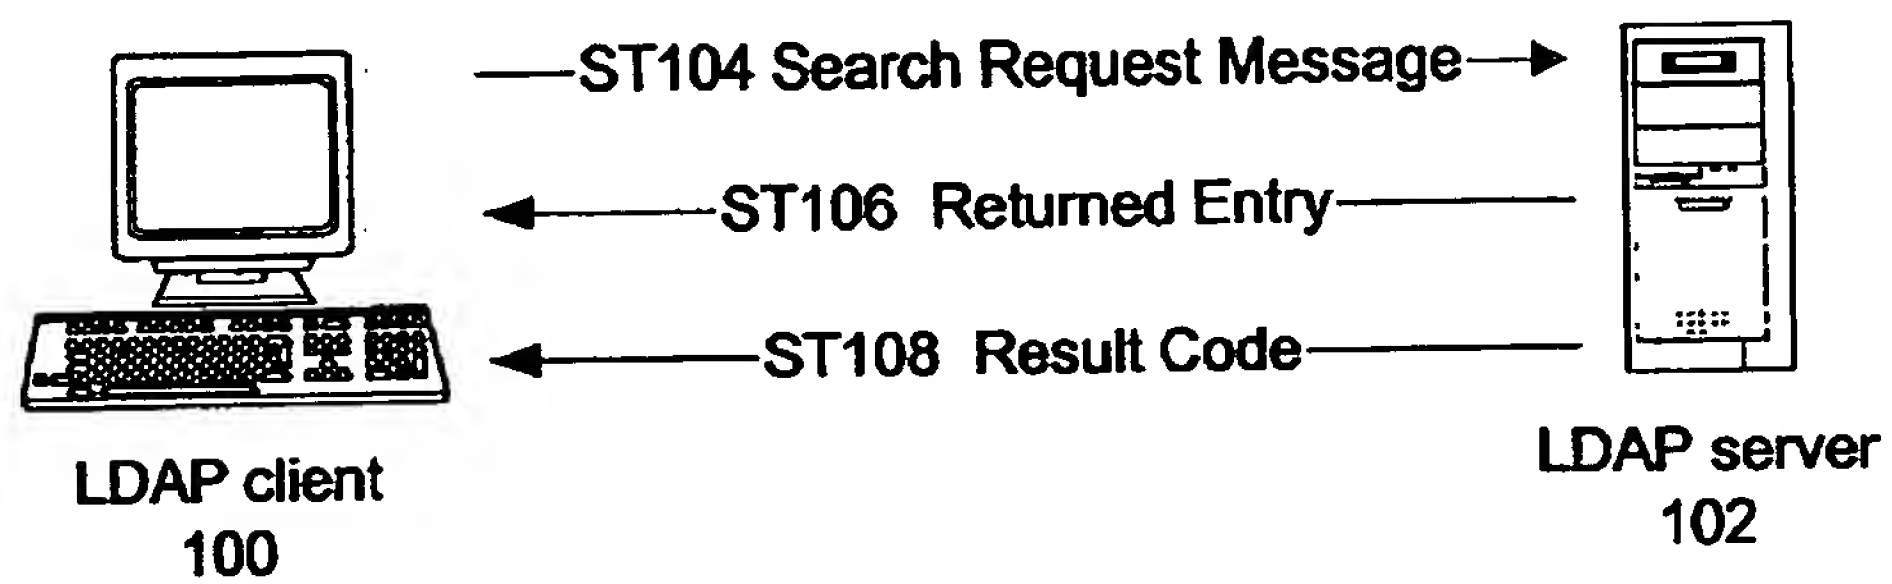 ST104 Search Request Message
ST106 Returned Entry
ST108 Result Code
LDAP client
100
LDAP server
102